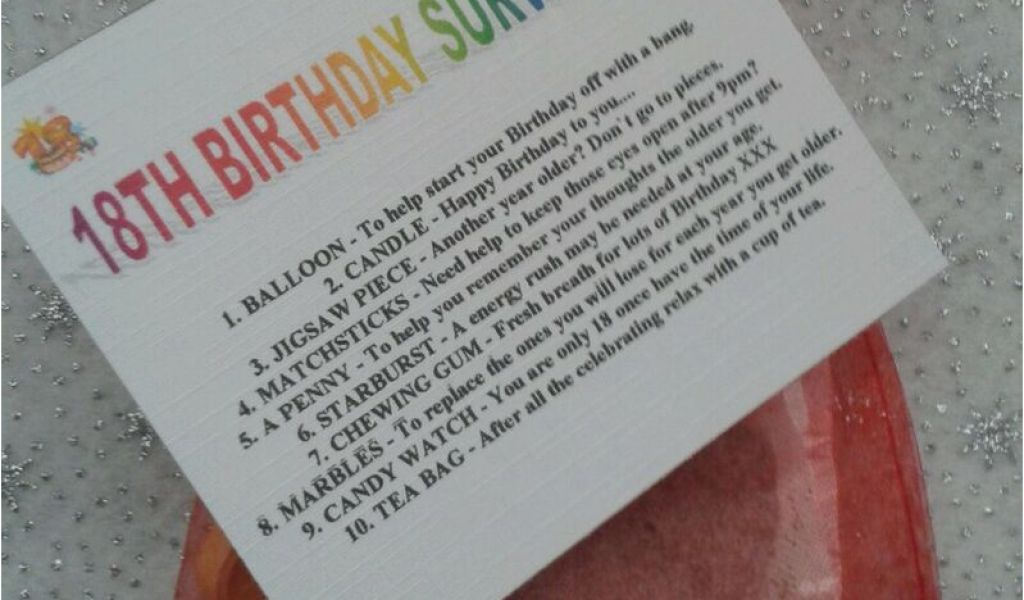 18TH BIRTHDAY SURV
1. BALLOON - To help start your Birthday off with a bang.
2. CANDLE - Happy Birthday to you....
3. JIGSAW PIECE - Another year older? Don't go to pieces.
4. MATCHSTICKS - Need help to keep those eyes open after 9pm?
5. A PENNY - To help you remember your thoughts the older you get.
6. STARBURST - A energy rush may be needed at your age.
7. CHEWING GUM - Fresh breath for lots of Birthday XXX
8. MARBLES - To replace the ones you will lose for each year you get older.
9. CANDY WATCH - You are only 18 once have the time of your life.
10. TEA BAG - After all the celebrating relax with a cup of tea.